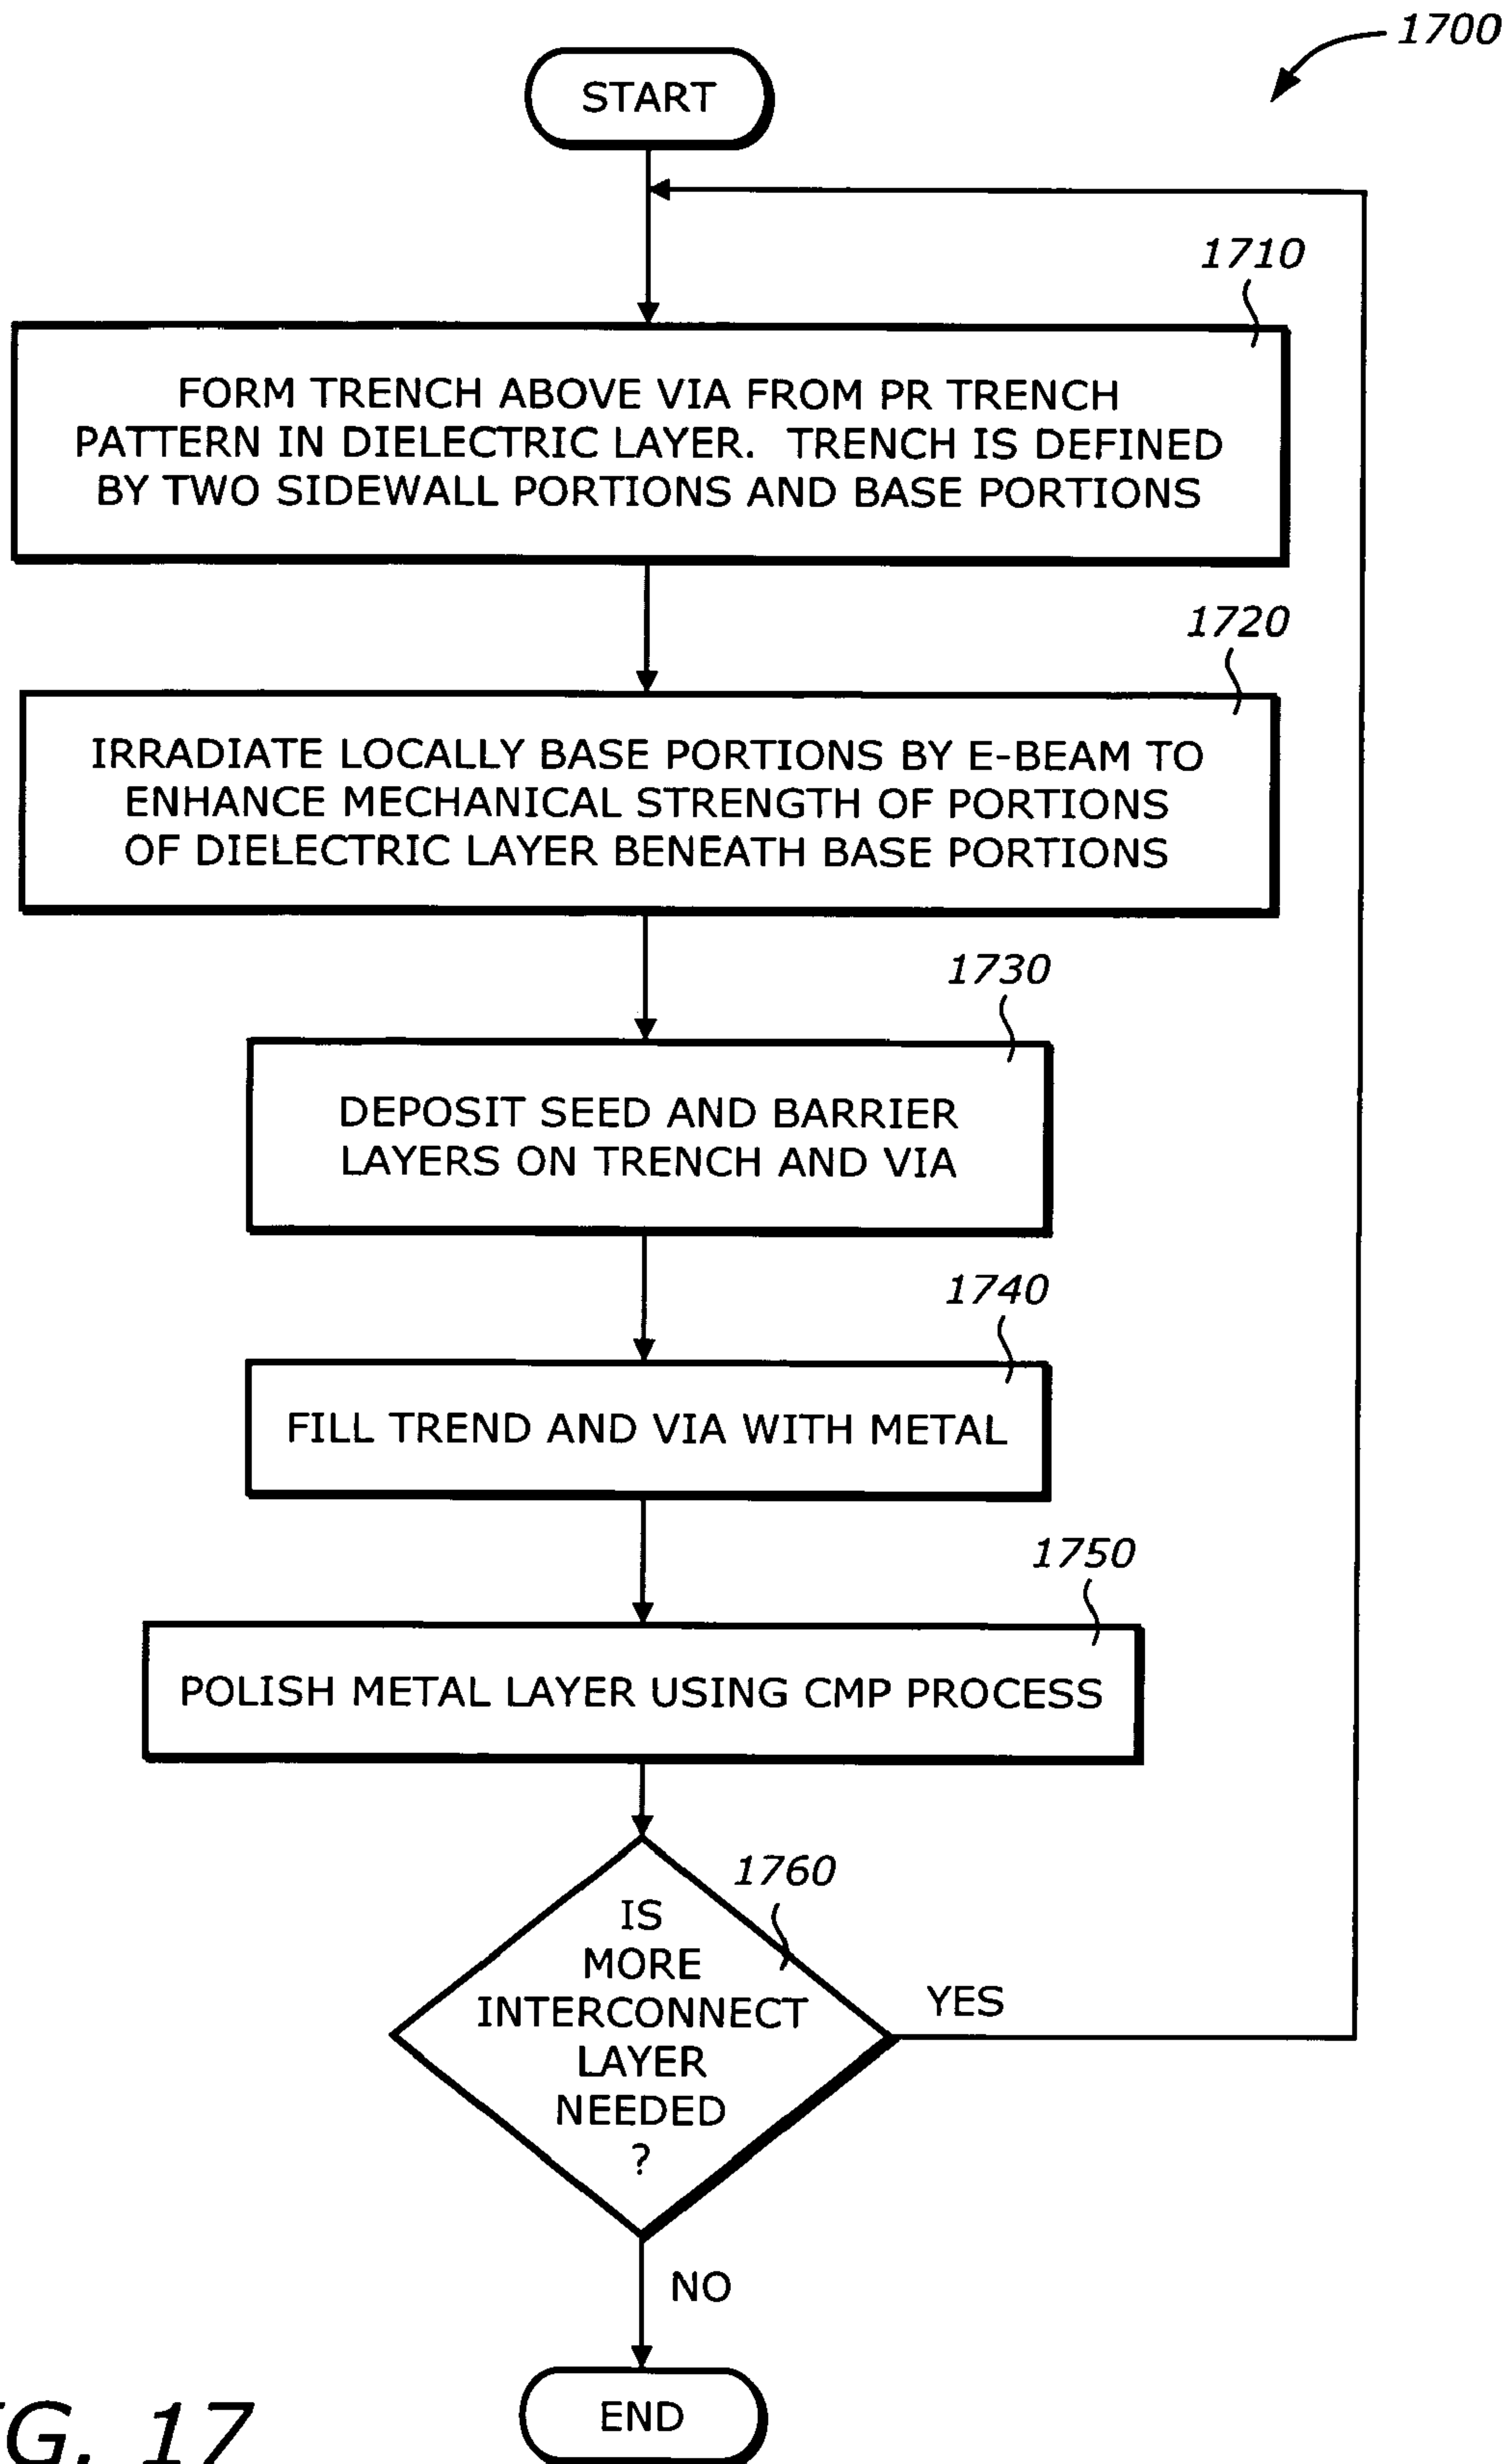 1700
START
1710
FORM TRENCH ABOVE VIA FROM PR TRENCH
PATTERN IN DIELECTRIC LAYER. TRENCH IS DEFINED
BY TWO SIDEWALL PORTIONS AND BASE PORTIONS
1720
IRRADIATE LOCALLY BASE PORTIONS BY E-BEAM TO
ENHANCE MECHANICAL STRENGTH OF PORTIONS
OF DIELECTRIC LAYER BENEATH BASE PORTIONS
1730
DEPOSIT SEED AND BARRIER
LAYERS ON TRENCH AND VIA
1740
FILL TREND AND VIA WITH METAL
1750
POLISH METAL LAYER USING CMP PROCESS
1760
IS
MORE
INTERCONNECT
LAYER
NEEDED
?
YES
NO
END
G. 17